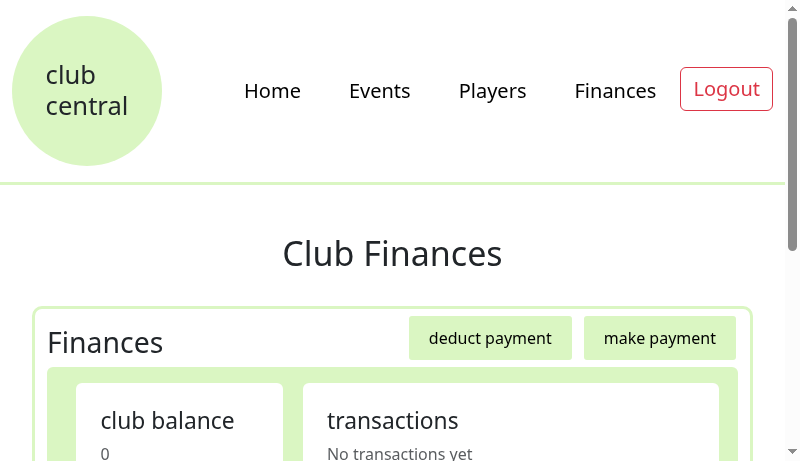 club
central
Home
Events
Players
Finances
Logout
Club Finances
Finances
deduct payment
make payment
club balance
0
transactions
No transactions yet